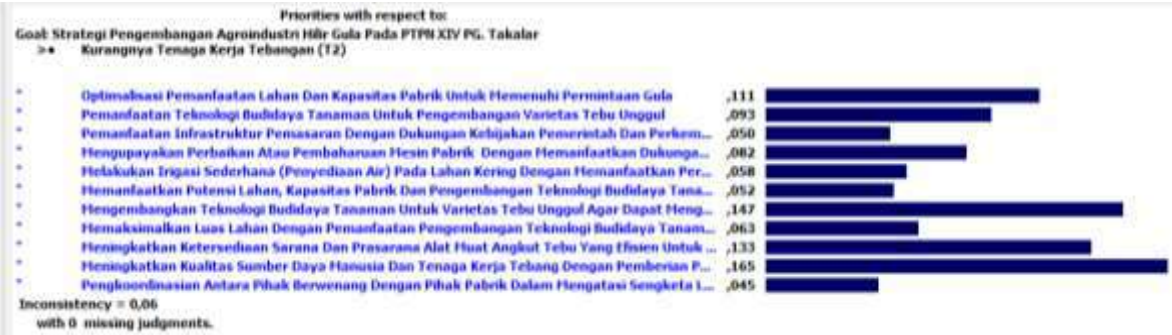 Priorities with respect to:
Goal: Strategi Pengembangan Agroindustri Hilir Gula Pada PTPN XIV PG. Takalar
>• Kurangnya Tenaga Kerja Tebangan (T2)
Optimalisasi Pemanfaatan Lahan Dan Kapasitas Pabrik Untuk Memenuhi Permintaan Gula ,111
Pemanfaatan Teknologi Budidaya Tanaman Untuk Pengembangan Varietas Tebu Unggul ,093
Pemanfaatan Infrastruktur Pemasaran Dengan Dukungan Kebijakan Pemerintah Dan Perkem... ,050
Mengupayakan Perbaikan Atau Pembaharuan Mesin Pabrik Dengan Memanfaatkan Dukunga... ,082
Melakukan Irigasi Sederhana (Penyediaan Air) Pada Lahan Kering Dengan Memanfaatkan Per... ,058
Memanfaatkan Potensi Lahan, Kapasitas Pabrik Dan Pengembangan Teknologi Budidaya Tana... ,052
Mengembangkan Teknologi Budidaya Tanaman Untuk Varietas Tebu Unggul Agar Dapat Meng... ,147
Memaksimalkan Luas Lahan Dengan Pemanfaatan Pengembangan Teknologi Budidaya Tanam... ,063
Meningkatkan Ketersediaan Sarana Dan Prasarana Alat Muat Angkut Tebu Yang Efisien Untuk ... ,133
Meningkatkan Kualitas Sumber Daya Manusia Dan Tenaga Kerja Tebang Dengan Pemberian P... ,165
Pengkoordinasian Antara Pihak Berwenang Dengan Pihak Pabrik Dalam Mengatasi Sengketa L... ,045
Inconsistency = 0,06
with 0 missing judgments.